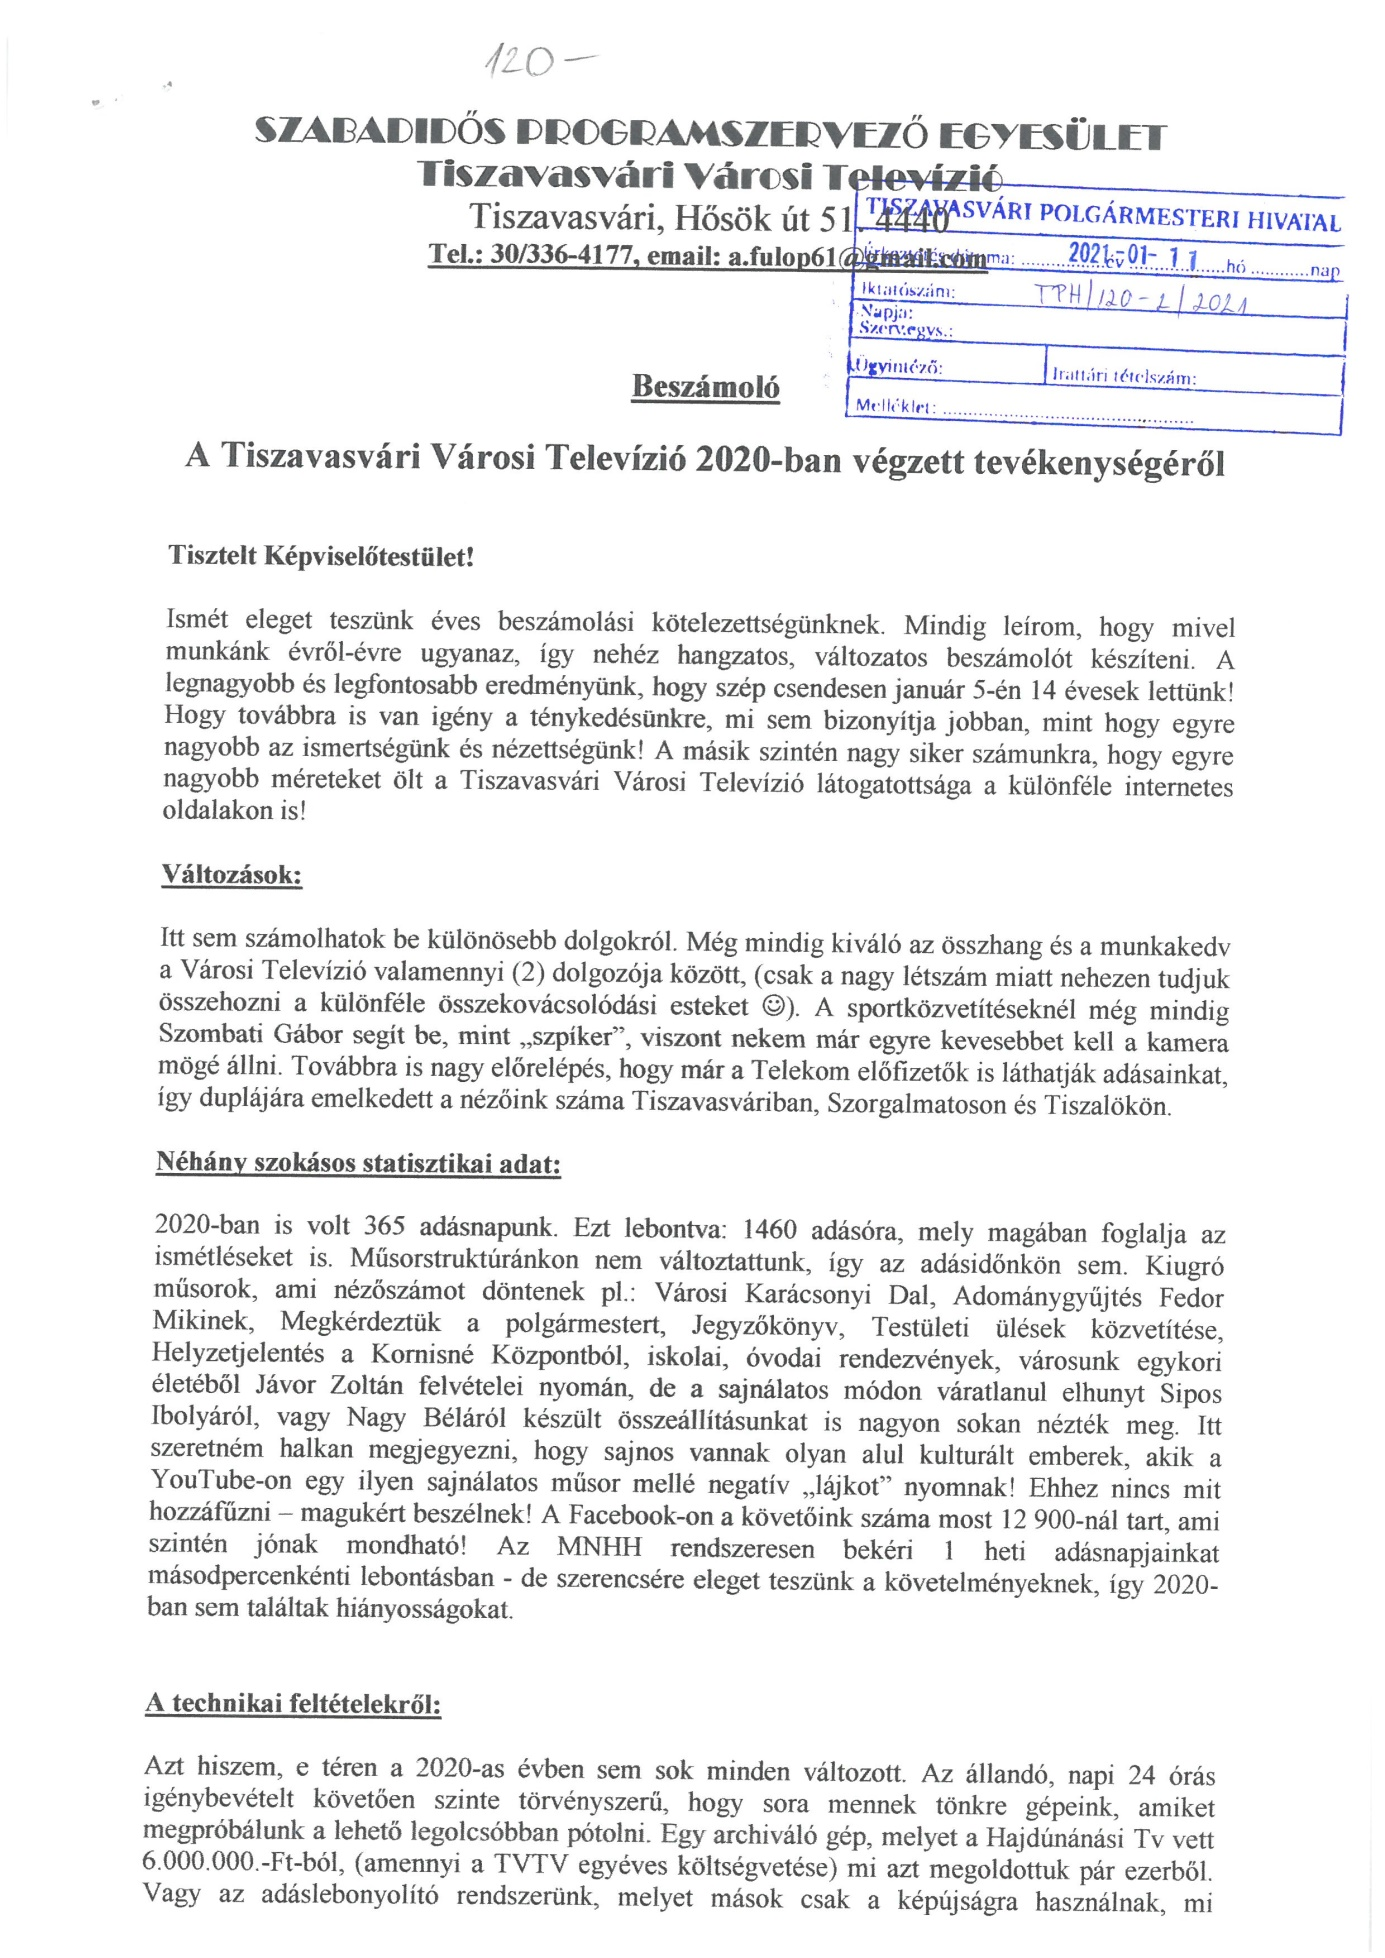 120-
SZABADIDŐS PROGRAMSZERVEZŐ EGYESÜLET
Tiszavasvári Városi Televízió
Tiszavasvári, Hősök út 51. 4440
Tel.: 30/336-4177, email: a.fulop61@gmail.com
TISZAVASVÁRI POLGÁRMESTERI HIVATAL
2021 -01- 11
év ........... hó ........... nap
Iktatószám: TPH/120-1/2021
Napja:
Szerv.egys.:
Ügyintéző:
Irattári tételszám:
Melléklet: ........................................
Beszámoló
A Tiszavasvári Városi Televízió 2020-ban végzett tevékenységéről
Tisztelt Képviselőtestület!
Ismét eleget teszünk éves beszámolási kötelezettségünknek. Mindig leírom, hogy mivel
munkánk évről-évre ugyanaz, így nehéz hangzatos, változatos beszámolót készíteni. A
legnagyobb és legfontosabb eredményünk, hogy szép csendesen január 5-én 14 évesek lettünk!
Hogy továbbra is van igény a ténykedésünkre, mi sem bizonyítja jobban, mint hogy egyre
nagyobb az ismertségünk és nézettségünk! A másik szintén nagy siker számunkra, hogy egyre
nagyobb méreteket ölt a Tiszavasvári Városi Televízió látogatottsága a különféle internetes
oldalakon is!
Változások:
Itt sem számolhatok be különösebb dolgokról. Még mindig kiváló az összhang és a munkakedv
a Városi Televízió valamennyi (2) dolgozója között, (csak a nagy létszám miatt nehezen tudjuk
összehozni a különféle összekovácsolódási esteket ☺). A sportközvetítéseknél még mindig
Szombati Gábor segít be, mint „szpíker”, viszont nekem már egyre kevesebbet kell a kamera
mögé állni. Továbbra is nagy előrelépés, hogy már a Telekom előfizetők is láthatják adásainkat,
így duplájára emelkedett a nézőink száma Tiszavasváriban, Szorgalmatoson és Tiszalökön.
Néhány szokásos statisztikai adat:
2020-ban is volt 365 adásnapunk. Ezt lebontva: 1460 adásóra, mely magában foglalja az
ismétléseket is. Műsorstruktúránkon nem változtattunk, így az adásidőnkön sem. Kiugró
műsorok, ami nézőszámot döntenek pl.: Városi Karácsonyi Dal, Adománygyűjtés Fedor
Mikinek, Megkérdeztük a polgármestert, Jegyzőkönyv, Testületi ülések közvetítése,
Helyzetjelentés a Kornisné Központból, iskolai, óvodai rendezvények, városunk egykori
életéből Jávor Zoltán felvételei nyomán, de a sajnálatos módon váratlanul elhunyt Sipos
Ibolyáról, vagy Nagy Béláról készült összeállításunkat is nagyon sokan nézték meg. Itt
szeretném halkan megjegyezni, hogy sajnos vannak olyan alul kulturált emberek, akik a
YouTube-on egy ilyen sajnálatos műsor mellé negatív „lájkot” nyomnak! Ehhez nincs mit
hozzáfűzni – magukért beszélnek! A Facebook-on a követőink száma most 12 900-nál tart, ami
szintén jónak mondható! Az MNHH rendszeresen bekéri 1 heti adásnapjainkat
másodpercenkénti lebontásban - de szerencsére eleget teszünk a követelményeknek, így 2020-
ban sem találtak hiányosságokat.
A technikai feltételekről:
Azt hiszem, e téren a 2020-as évben sem sok minden változott. Az állandó, napi 24 órás
igénybevételt követően szinte törvényszerű, hogy sora mennek tönkre gépeink, amiket
megpróbálunk a lehető legolcsóbban pótolni. Egy archiváló gép, melyet a Hajdúnánási Tv vett
6.000.000.-Ft-ból, (amennyi a TVTV egyéves költségvetése) mi azt megoldottuk pár ezerből.
Vagy az adáslebonyolító rendszerünk, melyet mások csak a képújságra használnak, mi